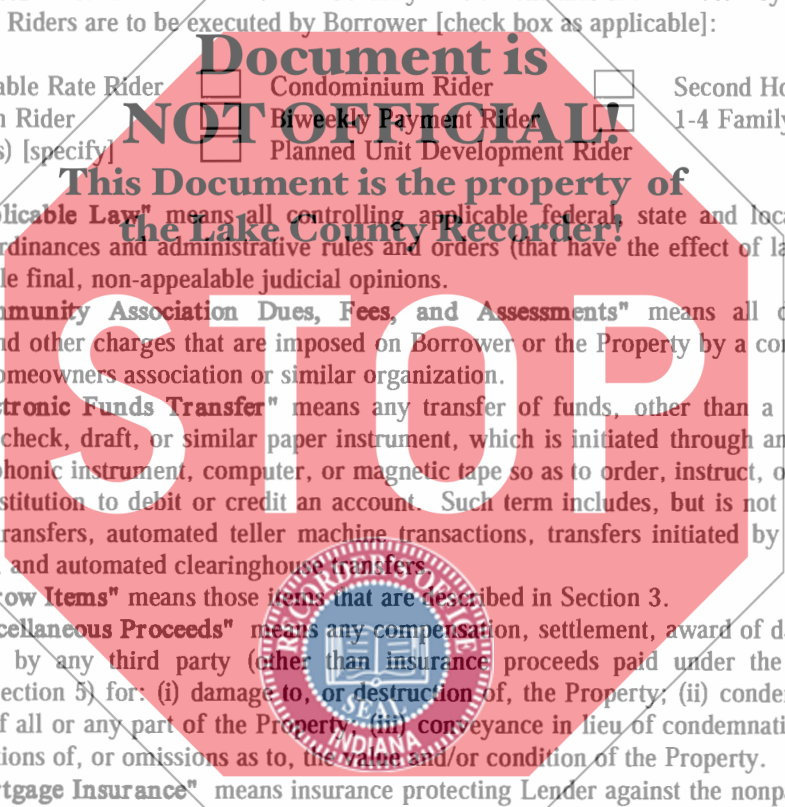 Riders are to be executed by Borrower [check box as applicable]:
Document is
able Rate Rider Condominium Rider Second Ho
n Rider Biweekly Payment Rider 1-4 Family
NOT OFFICIAL!
s) [specify] Planned Unit Development Rider
This Document is the property of
the Lake County Recorder!
licable Law" means all controlling applicable federal, state and loca
rdinances and administrative rules and orders (that have the effect of la
le final, non-appealable judicial opinions.
mmunity Association Dues, Fees, and Assessments" means all d
nd other charges that are imposed on Borrower or the Property by a con
omeowners association or similar organization.
STOP
tronic Funds Transfer" means any transfer of funds, other than a
check, draft, or similar paper instrument, which is initiated through an
phonic instrument, computer, or magnetic tape so as to order, instruct, o
stitution to debit or credit an account. Such term includes, but is not
ransfers, automated teller machine transactions, transfers initiated by
, and automated clearinghouse transfers.
row Items" means those items that are described in Section 3.
cellaneous Proceeds" means any compensation, settlement, award of da
by any third party (other than insurance proceeds paid under the
ection 5) for: (i) damage to, or destruction of, the Property; (ii) conde
f all or any part of the Property; (iii) conveyance in lieu of condemnati
tions of, or omissions as to, the value and/or condition of the Property.
RECORDER'S OFFICE
SEAL
INDIANA
rtgage Insurance" means insurance protecting Lender against the nonp